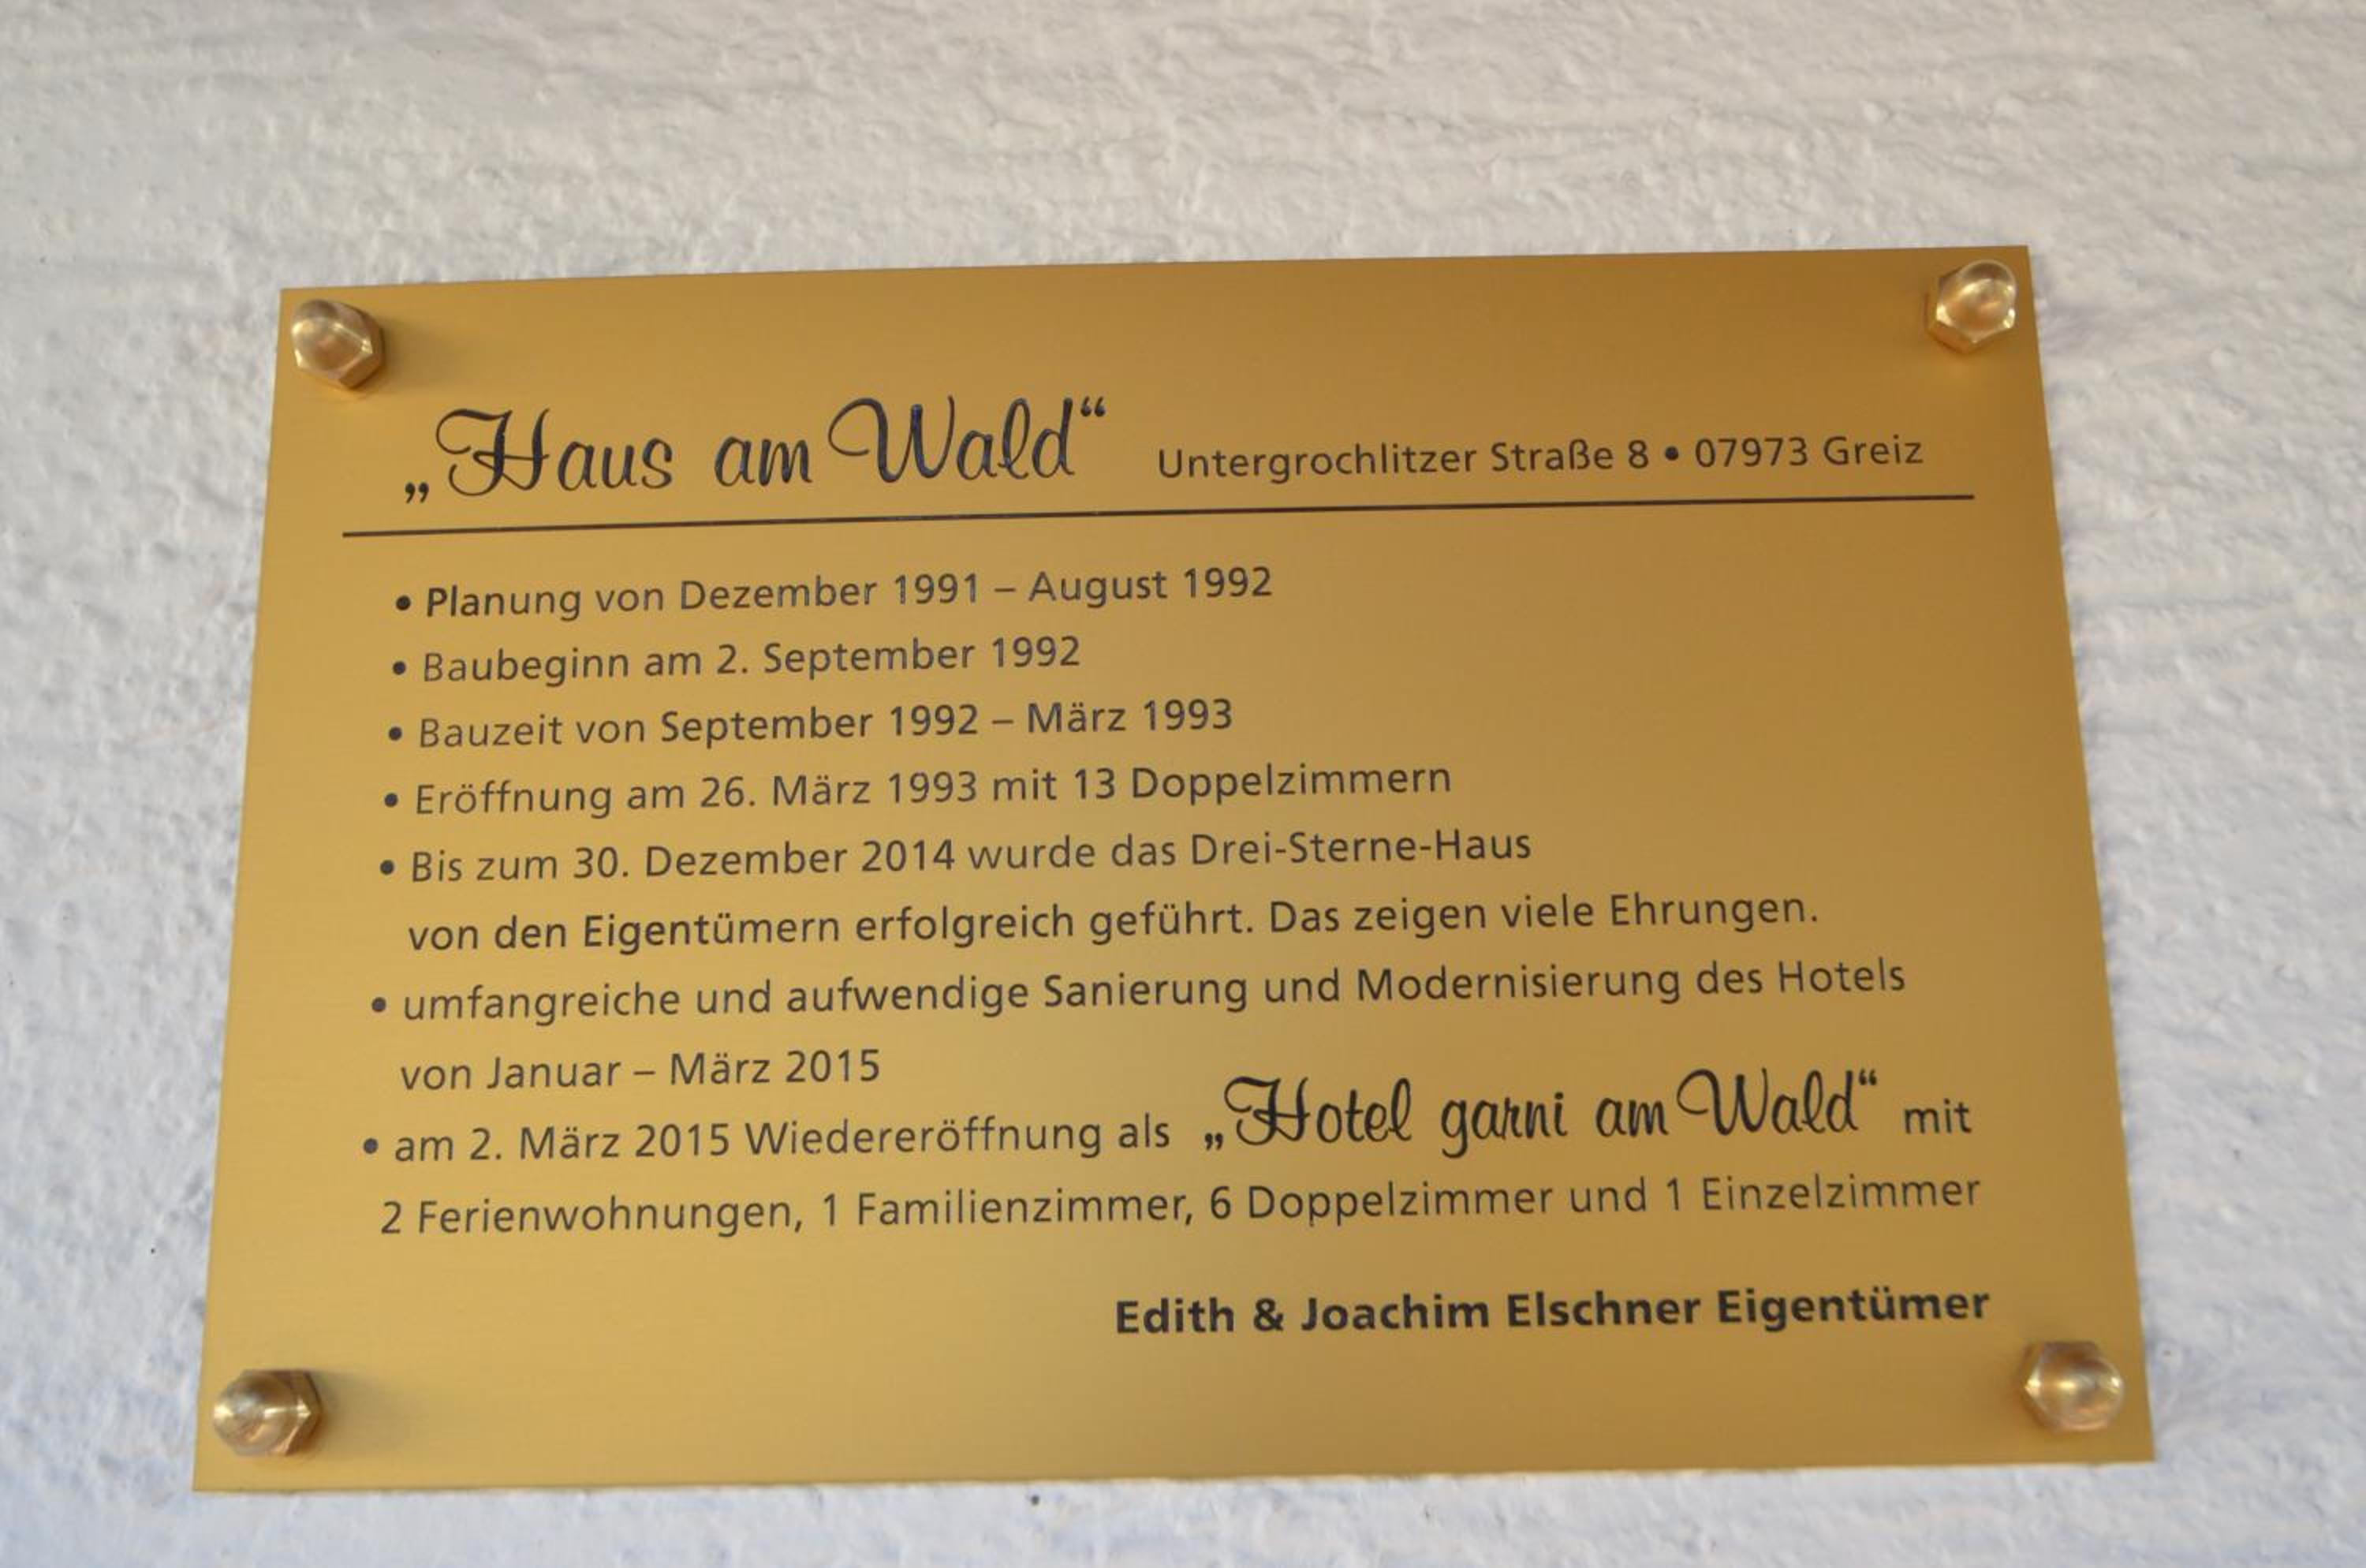 „Haus am Wald“ Untergrochlitzer Straße 8 • 07973 Greiz
• Planung von Dezember 1991 – August 1992
• Baubeginn am 2. September 1992
• Bauzeit von September 1992 – März 1993
• Eröffnung am 26. März 1993 mit 13 Doppelzimmern
• Bis zum 30. Dezember 2014 wurde das Drei-Sterne-Haus
von den Eigentümern erfolgreich geführt. Das zeigen viele Ehrungen.
• umfangreiche und aufwendige Sanierung und Modernisierung des Hotels
von Januar – März 2015
• am 2. März 2015 Wiedereröffnung als „Hotel garni am Wald“ mit
2 Ferienwohnungen, 1 Familienzimmer, 6 Doppelzimmer und 1 Einzelzimmer
Edith & Joachim Elschner Eigentümer